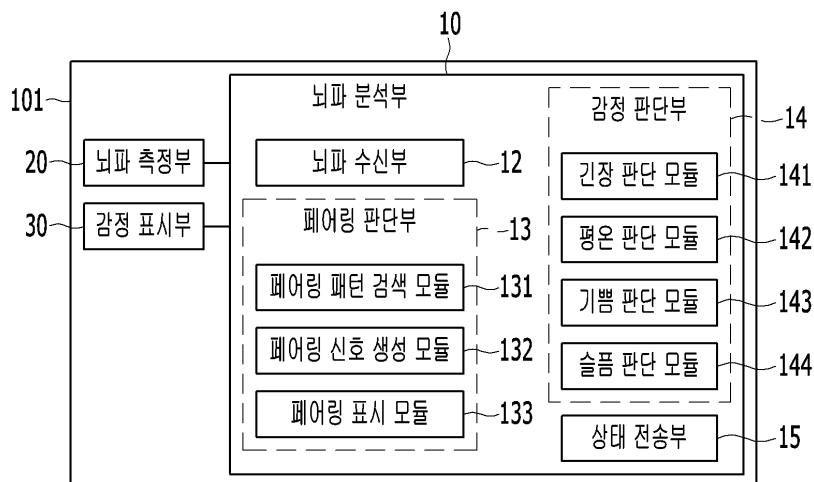 10
101
뇌파 분석부
감정 판단부
14
20
뇌파 측정부
뇌파 수신부
12
긴장 판단 모듈
141
30
감정 표시부
페어링 판단부
13
평온 판단 모듈
142
페어링 패턴 검색 모듈
131
기쁨 판단 모듈
143
페어링 신호 생성 모듈
132
슬픔 판단 모듈
144
페어링 표시 모듈
133
상태 전송부
15